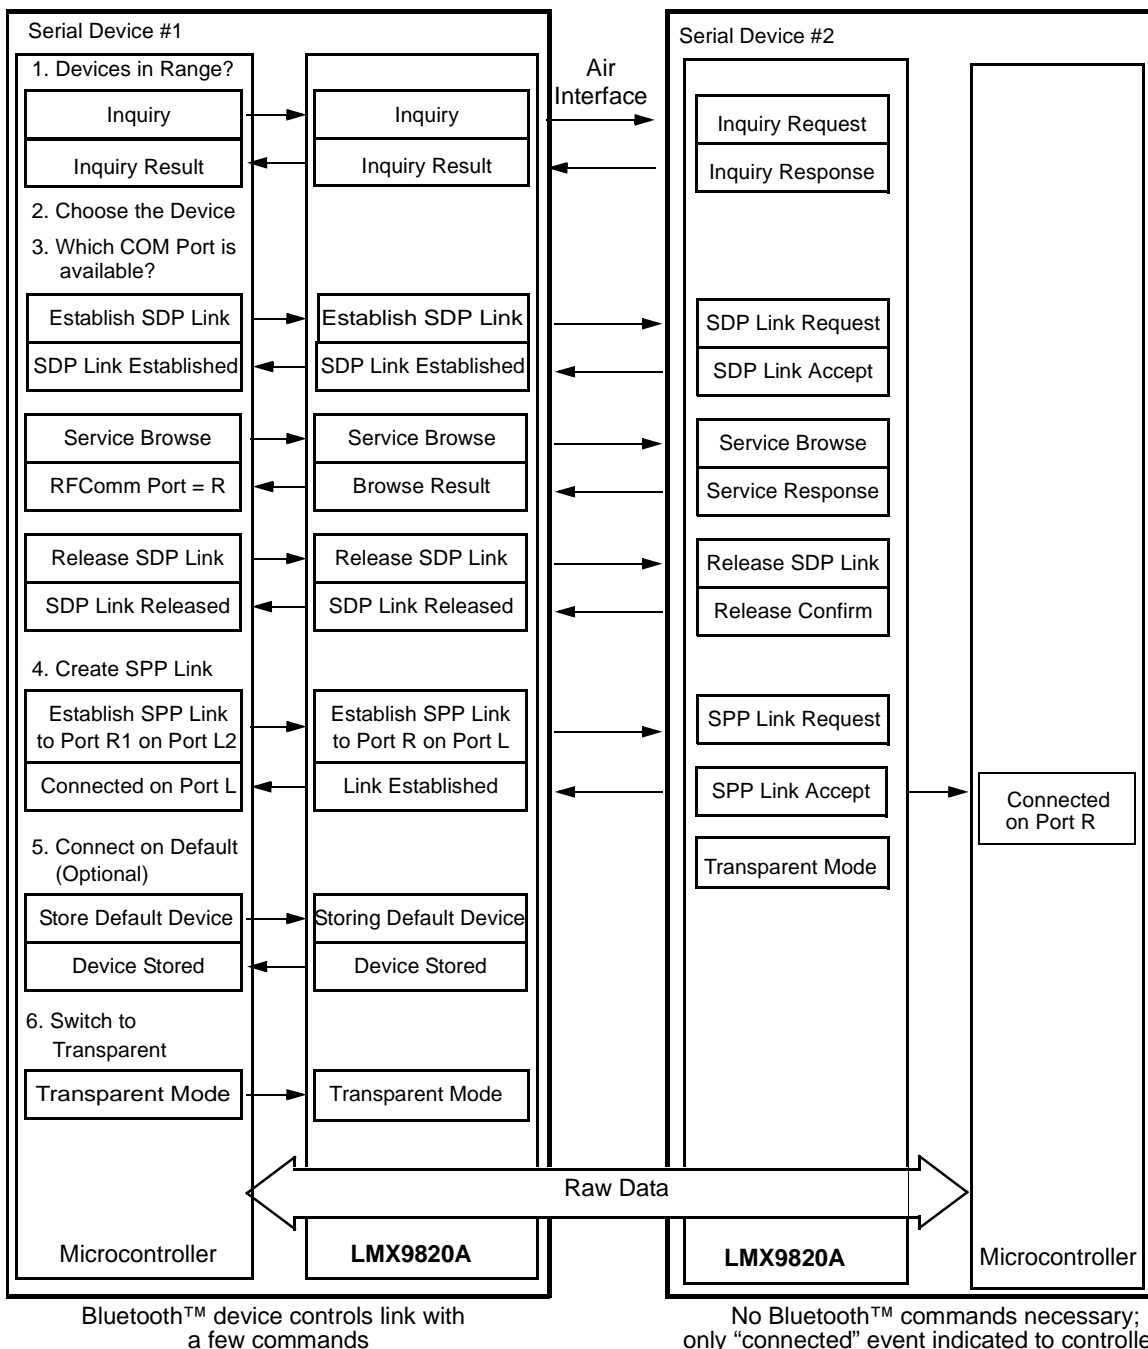 Serial Device #1
1. Devices in Range?
Inquiry
Inquiry Result
2. Choose the Device
3. Which COM Port is
available?
Establish SDP Link
SDP Link Established
Service Browse
RFComm Port = R
Release SDP Link
SDP Link Released
4. Create SPP Link
Establish SPP Link
to Port R1 on Port L2
Connected on Port L
5. Connect on Default
(Optional)
Store Default Device
Device Stored
6. Switch to
Transparent
Transparent Mode
Microcontroller
Inquiry
Inquiry Result
Establish SDP Link
SDP Link Established
Service Browse
Browse Result
Release SDP Link
SDP Link Released
Establish SPP Link
to Port R on Port L
Link Established
Storing Default Device
Device Stored
Transparent Mode
LMX9820A
Air
Interface
Raw Data
Serial Device #2
Inquiry Request
Inquiry Response
SDP Link Request
SDP Link Accept
Service Browse
Service Response
Release SDP Link
Release Confirm
SPP Link Request
SPP Link Accept
Transparent Mode
LMX9820A
Connected
on Port R
Microcontroller
Bluetooth™ device controls link with
a few commands
No Bluetooth™ commands necessary;
only “connected” event indicated to controlle